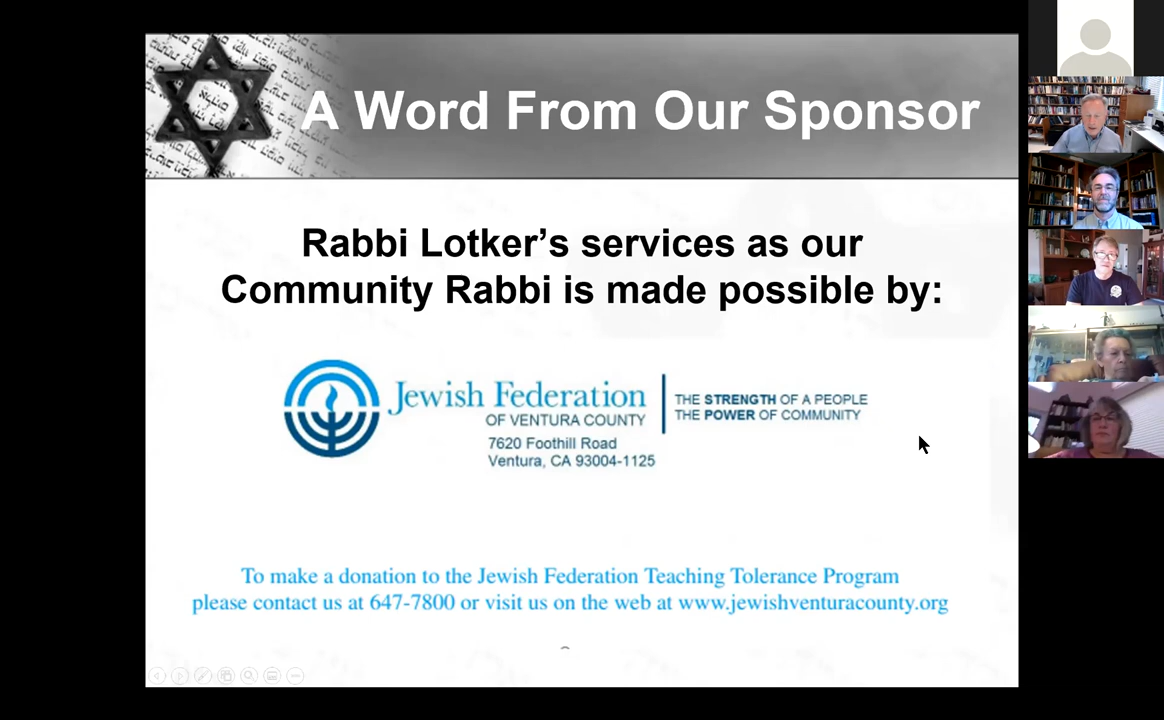 A Word From Our Sponsor
Rabbi Lotker’s services as our
Community Rabbi is made possible by:
Jewish Federation
OF VENTURA COUNTY
7620 Foothill Road
Ventura, CA 93004-1125
THE STRENGTH OF A PEOPLE
THE POWER OF COMMUNITY
To make a donation to the Jewish Federation Teaching Tolerance Program
please contact us at 647-7800 or visit us on the web at www.jewishventuracounty.org